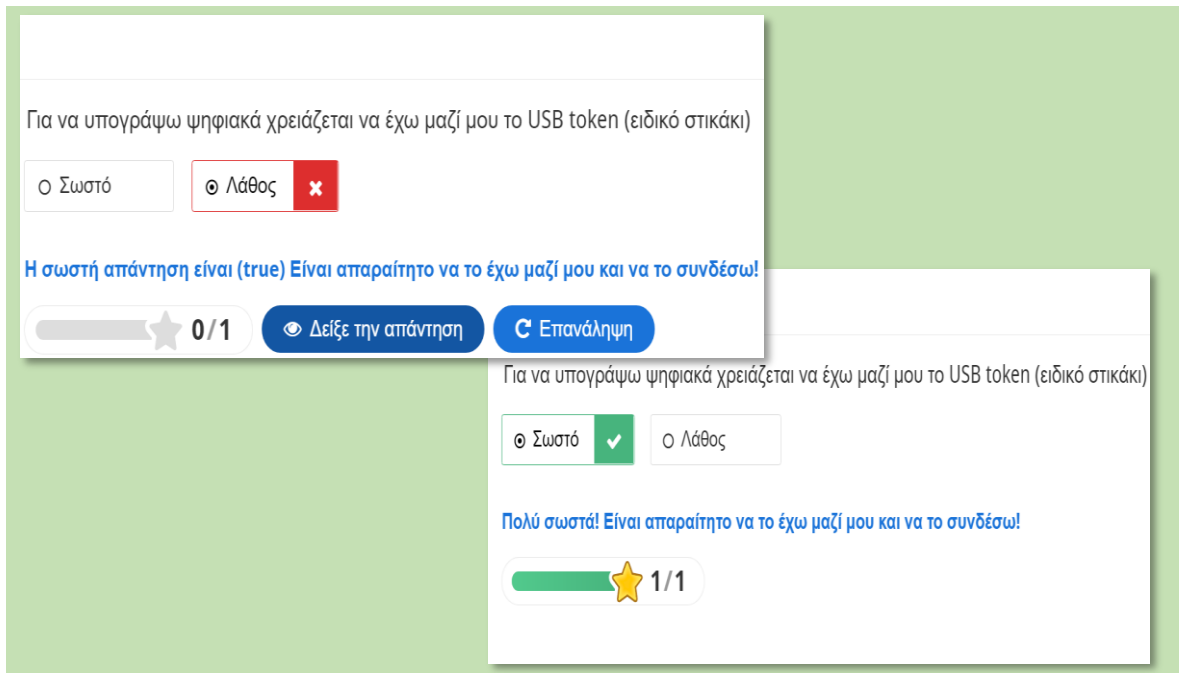 Για να υπογράψω ψηφιακά χρειάζεται να έχω μαζί μου το USB token (ειδικό στικάκι)
Σωστό
Λάθος
Η σωστή απάντηση είναι (true) Είναι απαραίτητο να το έχω μαζί μου και να το συνδέσω!
0/1
Δείξε την απάντηση
Επανάληψη
Για να υπογράψω ψηφιακά χρειάζεται να έχω μαζί μου το USB token (ειδικό στικάκι)
Σωστό
Λάθος
Πολύ σωστά! Είναι απαραίτητο να το έχω μαζί μου και να το συνδέσω!
1/1